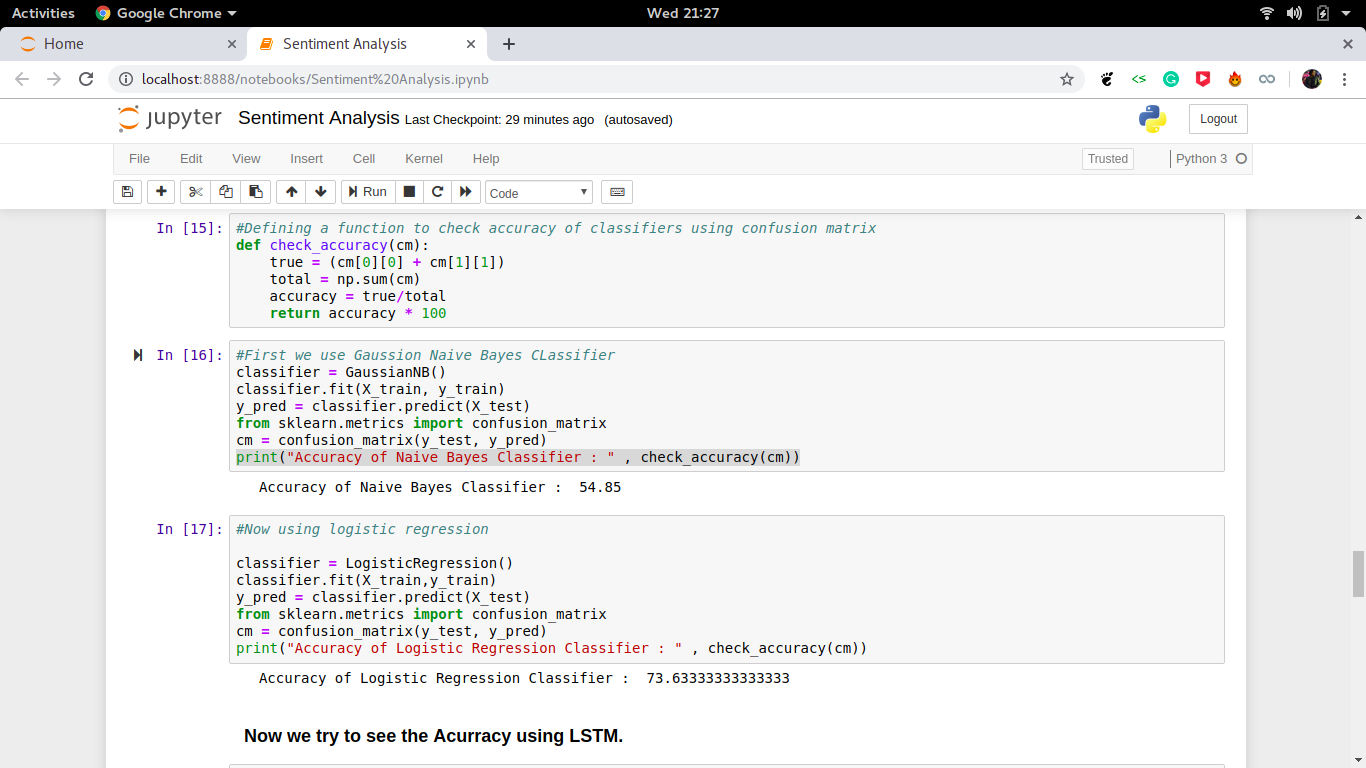 Activities Google Chrome Wed 21:27
Home Sentiment Analysis
localhost:8888/notebooks/Sentiment%20Analysis.ipynb
jupyter Sentiment Analysis Last Checkpoint: 29 minutes ago (autosaved) Logout
File Edit View Insert Cell Kernel Help Trusted Python 3
Run Code
In [15]: #Defining a function to check accuracy of classifiers using confusion matrix
def check_accuracy(cm):
true = (cm[0][0] + cm[1][1])
total = np.sum(cm)
accuracy = true/total
return accuracy * 100
In [16]: #First we use Gaussion Naive Bayes CLassifier
classifier = GaussianNB()
classifier.fit(X_train, y_train)
y_pred = classifier.predict(X_test)
from sklearn.metrics import confusion_matrix
cm = confusion_matrix(y_test, y_pred)
print("Accuracy of Naive Bayes Classifier : " , check_accuracy(cm))
Accuracy of Naive Bayes Classifier :  54.85
In [17]: #Now using logistic regression
classifier = LogisticRegression()
classifier.fit(X_train,y_train)
y_pred = classifier.predict(X_test)
from sklearn.metrics import confusion_matrix
cm = confusion_matrix(y_test, y_pred)
print("Accuracy of Logistic Regression Classifier : " , check_accuracy(cm))
Accuracy of Logistic Regression Classifier :  73.63333333333333
Now we try to see the Acurracy using LSTM.